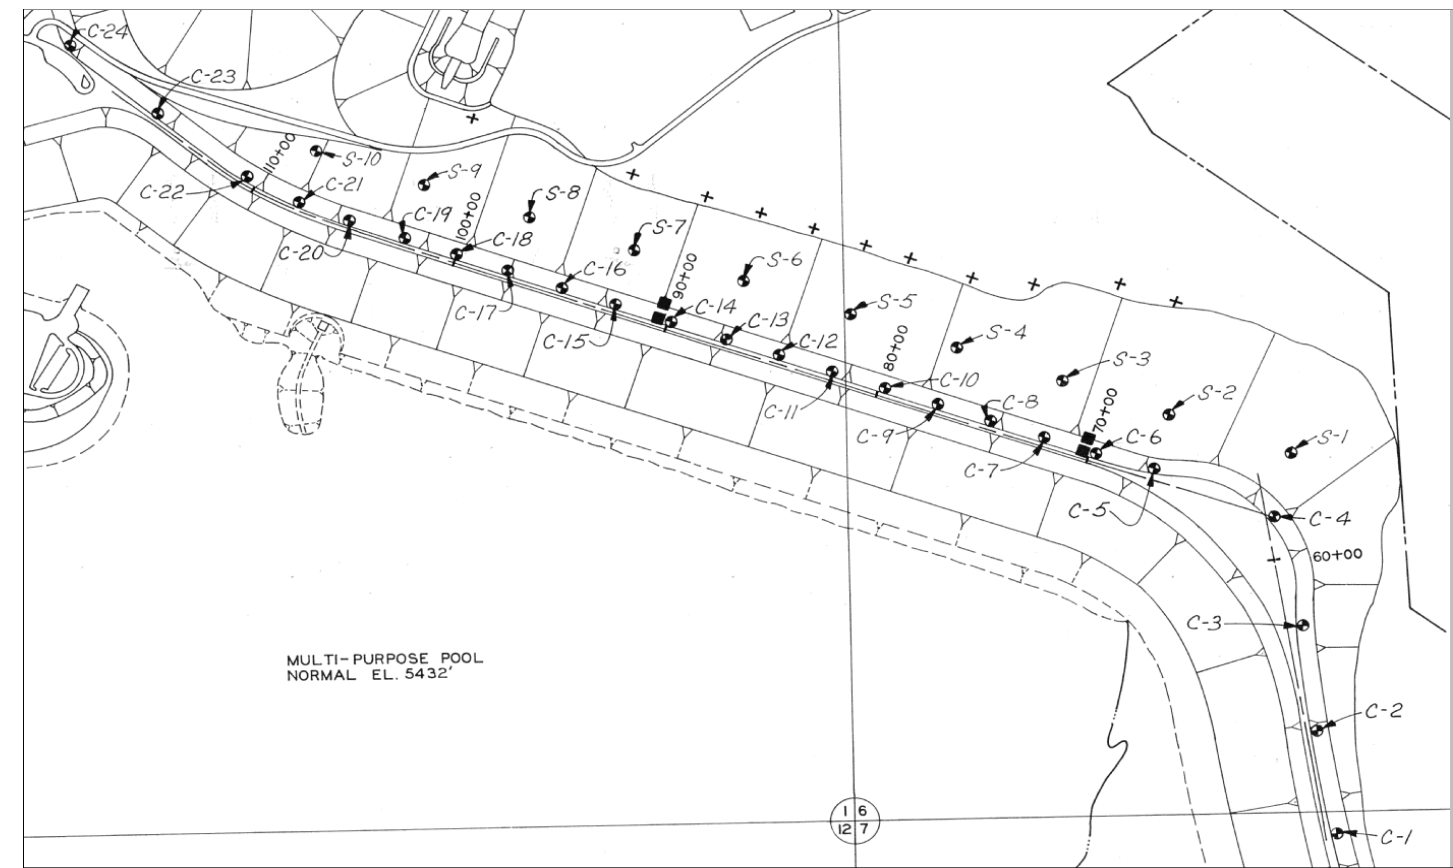 C-24
C-23
110+00
S-10
S-9
C-22
C-21
S-8
100+00
C-19
C-18
S-7
C-20
S-6
C-16
90+00
C-17
C-14
S-5
C-13
C-15
C-12
80+00
S-4
C-10
S-3
C-11
C-8
S-2
C-9
70+00
C-6
S-1
C-7
C-5
C-4
60+00
C-3
MULTI-PURPOSE POOL
NORMAL EL. 5432'
C-2
1 6
12 7
C-1